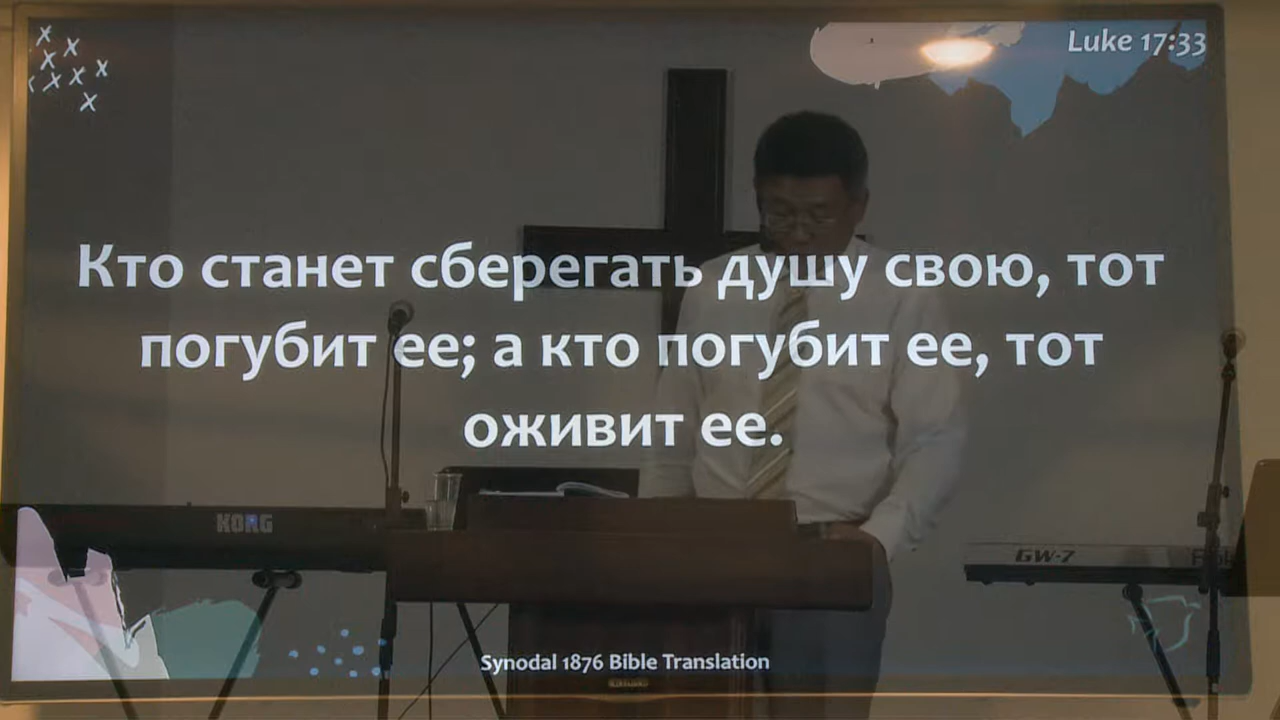 Luke 17:33
Кто станет сберегать душу свою, тот
погубит ее; а кто погубит ее, тот
оживит ее.
KORG
GW-7
Synodal 1876 Bible Translation